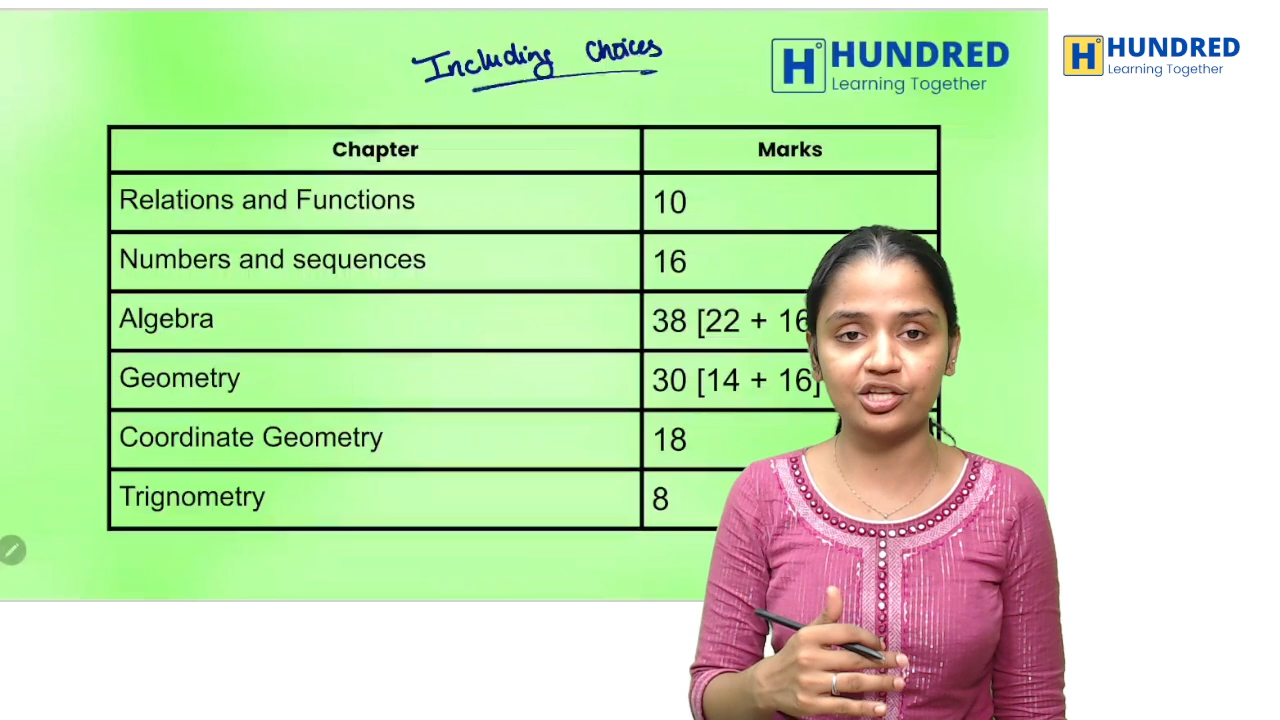 Including Choices
HUNDRED
Learning Together
HUNDRED
Learning Together
Chapter Marks
Relations and Functions 10
Numbers and sequences 16
Algebra 38 [22 + 16
Geometry 30 [14 + 16]
Coordinate Geometry 18
Trignometry 8